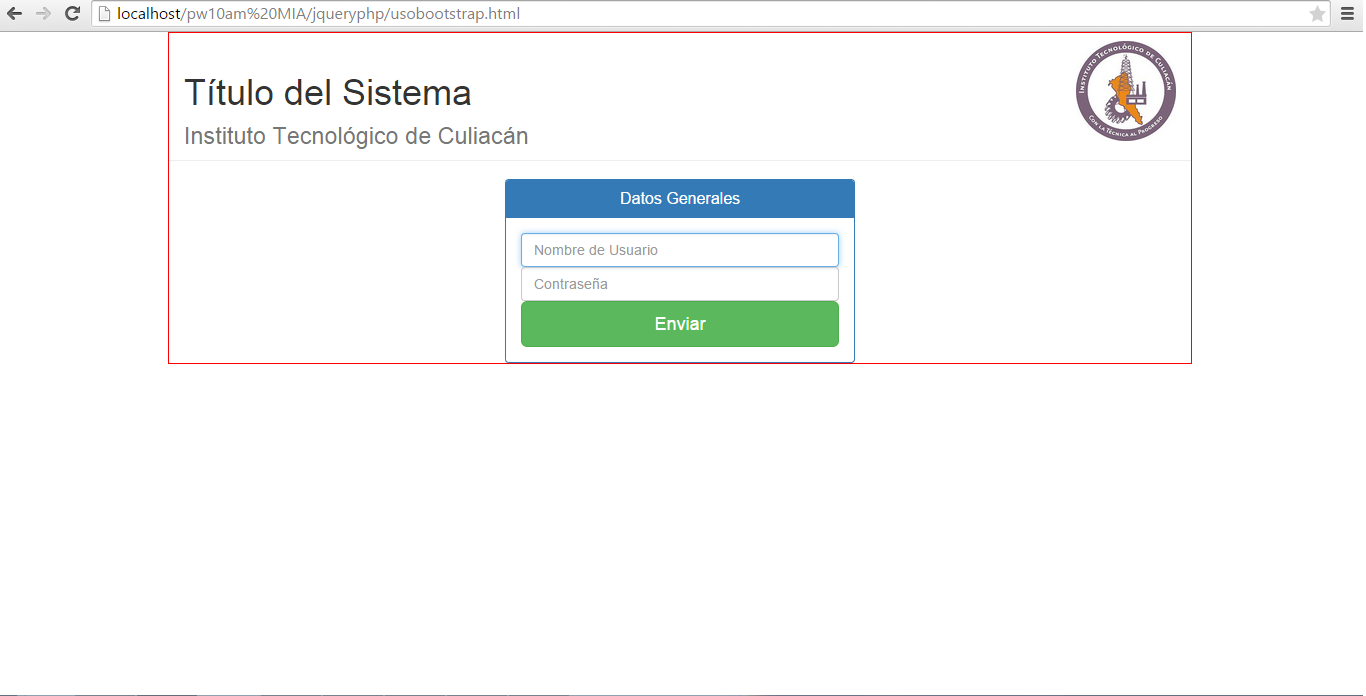 localhost/pw10am%20MIA/jqueryphp/usobootstrap.html
Título del Sistema
Instituto Tecnológico de Culiacán
INSTITUTO TECNOLÓGICO DE CULIACÁN
CON LA TÉCNICA AL PROGRESO
Datos Generales
Nombre de Usuario
Contraseña
Enviar